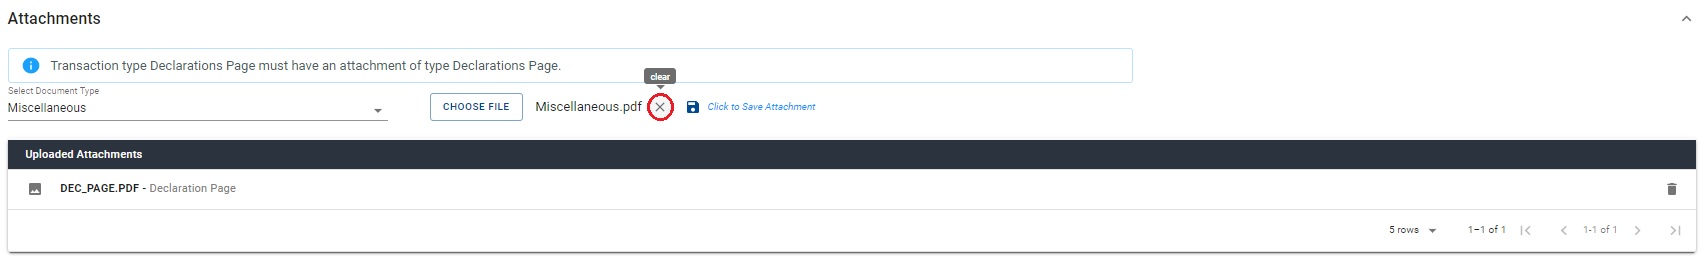 Attachments
Transaction type Declarations Page must have an attachment of type Declarations Page.
clear
Select Document Type
Miscellaneous
CHOOSE FILE
Miscellaneous.pdf
Click to Save Attachment
Uploaded Attachments
DEC_PAGE.PDF - Declaration Page
5 rows
1–1 of 1
1-1 of 1